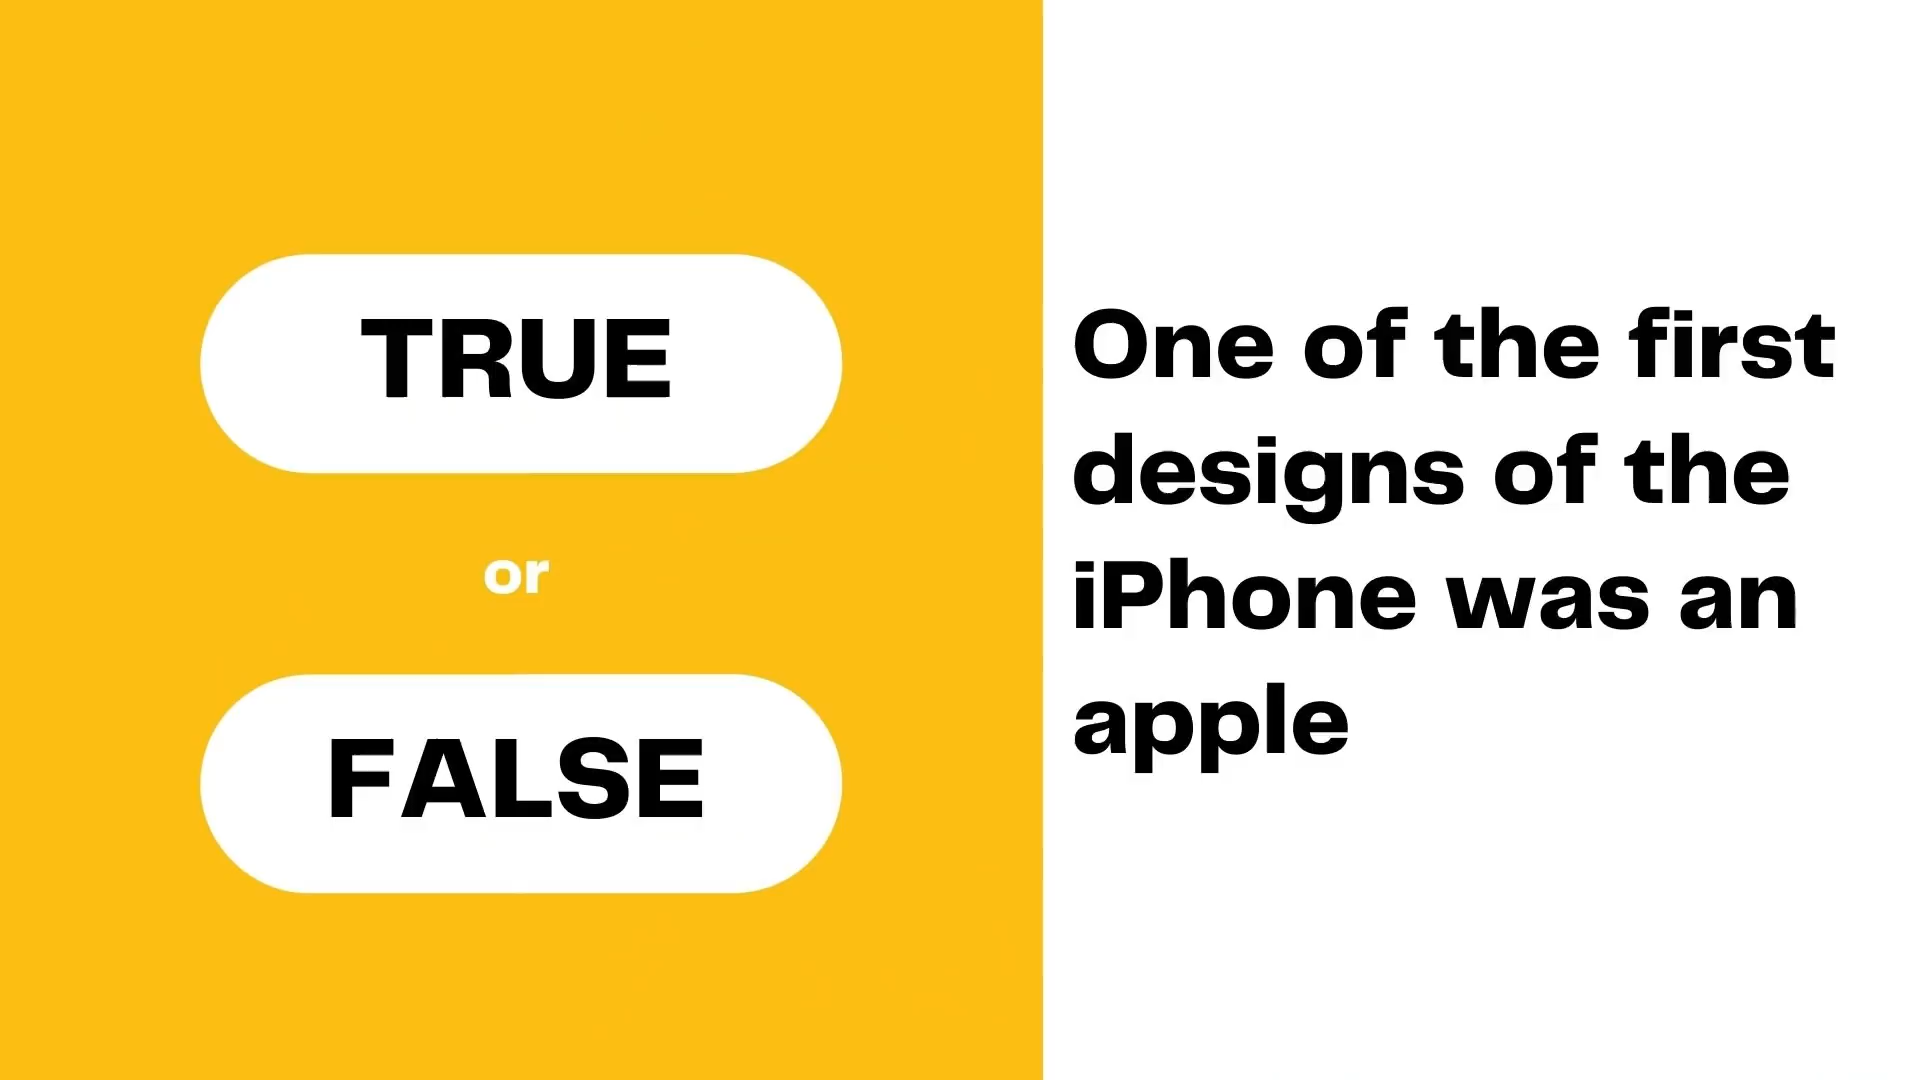 TRUE
or
FALSE
One of the first
designs of the
iPhone was an
apple